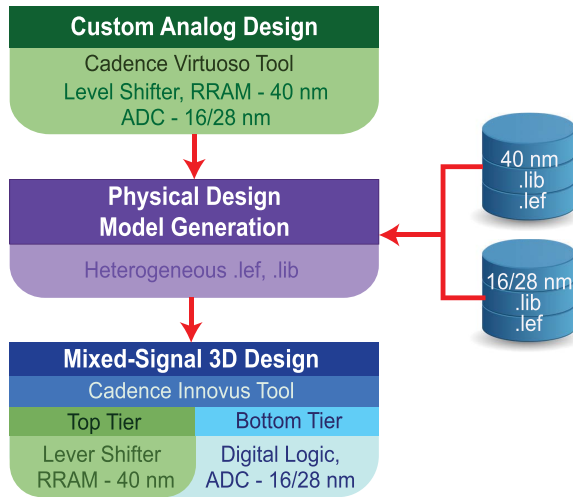 Custom Analog Design
Cadence Virtuoso Tool
Level Shifter, RRAM - 40 nm
ADC - 16/28 nm
Physical Design
Model Generation
Heterogeneous .lef, .lib
40 nm
.lib
.lef
16/28 nm
.lib
.lef
Mixed-Signal 3D Design
Cadence Innovus Tool
Top Tier
Lever Shifter
RRAM - 40 nm
Bottom Tier
Digital Logic,
ADC - 16/28 nm